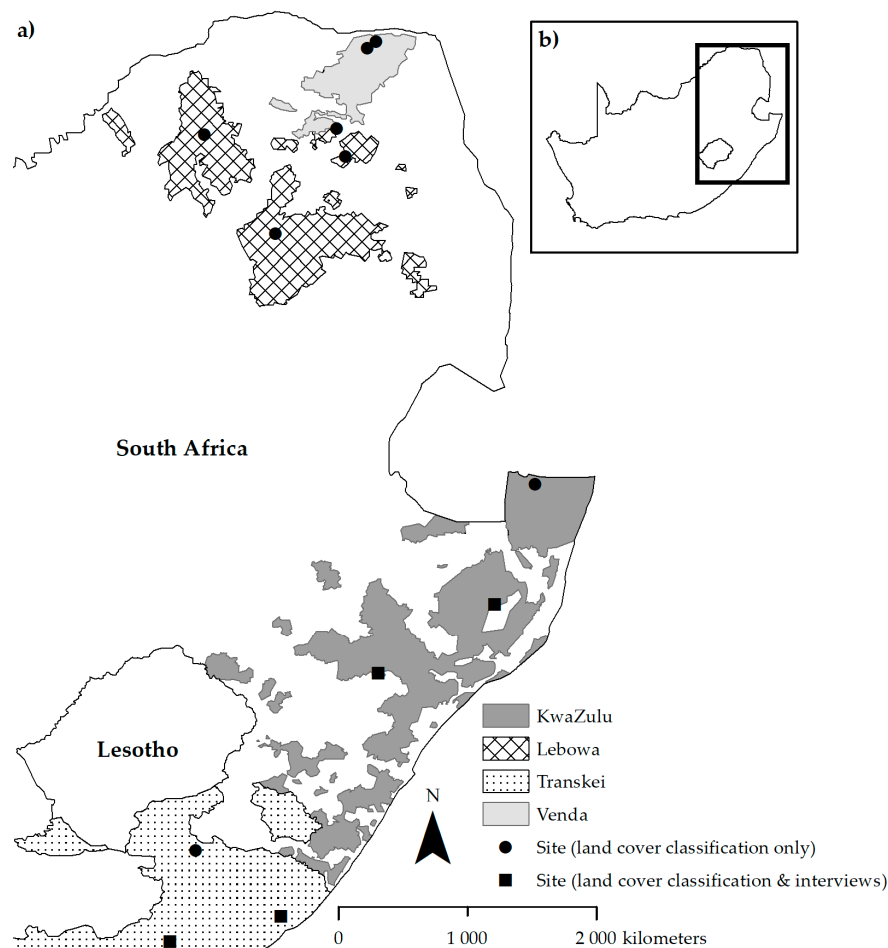 a)
b)
South Africa
Lesotho
KwaZulu
Lebowa
Transkei
Venda
N
Site (land cover classification only)
Site (land cover classification & interviews)
0 1 000 2 000 kilometers